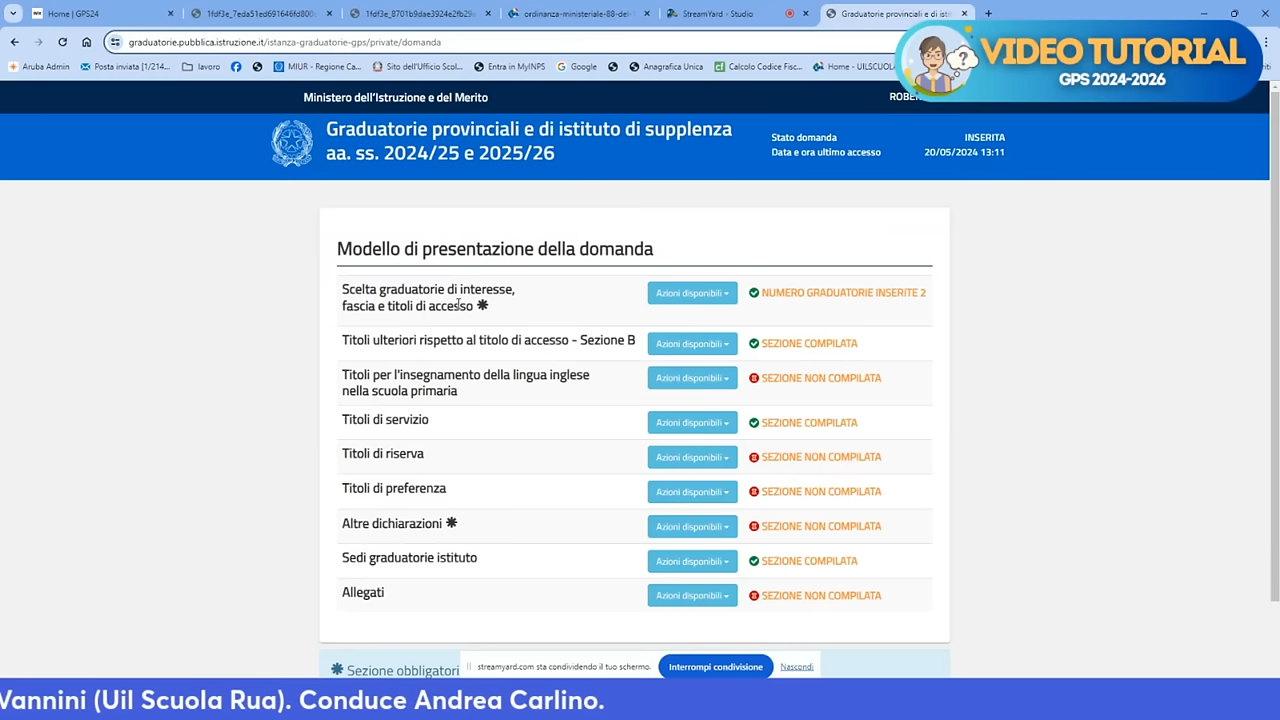 Home | GPS24
1fdf3e_7eda51ed691646fd800
1fdf3e_8701b9dae3924e2fb29
ordinanza-ministeriale-88-del
StreamYard - Studio
Graduatorie provinciali e di isti
graduatorie.pubblica.istruzione.it/istanza-graduatorie-gps/private/domanda
Aruba Admin
Posta inviata [1/214...
lavoro
MIUR - Regione Ca...
Sito dell'Ufficio Scol...
Entra in MyINPS
Google
Anagrafica Unica
Calcolo Codice Fisc...
Home - UILSCUOL
VIDEO TUTORIAL
GPS 2024-2026
Ministero dell'Istruzione e del Merito
ROBER
Graduatorie provinciali e di istituto di supplenza
aa. ss. 2024/25 e 2025/26
Stato domanda INSERITA
Data e ora ultimo accesso 20/05/2024 13:11
Modello di presentazione della domanda
Scelta graduatorie di interesse,
fascia e titoli di accesso ✱
Azioni disponibili
NUMERO GRADUATORIE INSERITE 2
Titoli ulteriori rispetto al titolo di accesso - Sezione B
Azioni disponibili
SEZIONE COMPILATA
Titoli per l'insegnamento della lingua inglese
nella scuola primaria
Azioni disponibili
SEZIONE NON COMPILATA
Titoli di servizio
Azioni disponibili
SEZIONE COMPILATA
Titoli di riserva
Azioni disponibili
SEZIONE NON COMPILATA
Titoli di preferenza
Azioni disponibili
SEZIONE NON COMPILATA
Altre dichiarazioni ✱
Azioni disponibili
SEZIONE NON COMPILATA
Sedi graduatorie istituto
Azioni disponibili
SEZIONE COMPILATA
Allegati
Azioni disponibili
SEZIONE NON COMPILATA
✱ Sezione obbligatori
streamyard.com sta condividendo il tuo schermo.
Interrompi condivisione
Nascondi
Vannini (Uil Scuola Rua). Conduce Andrea Carlino.